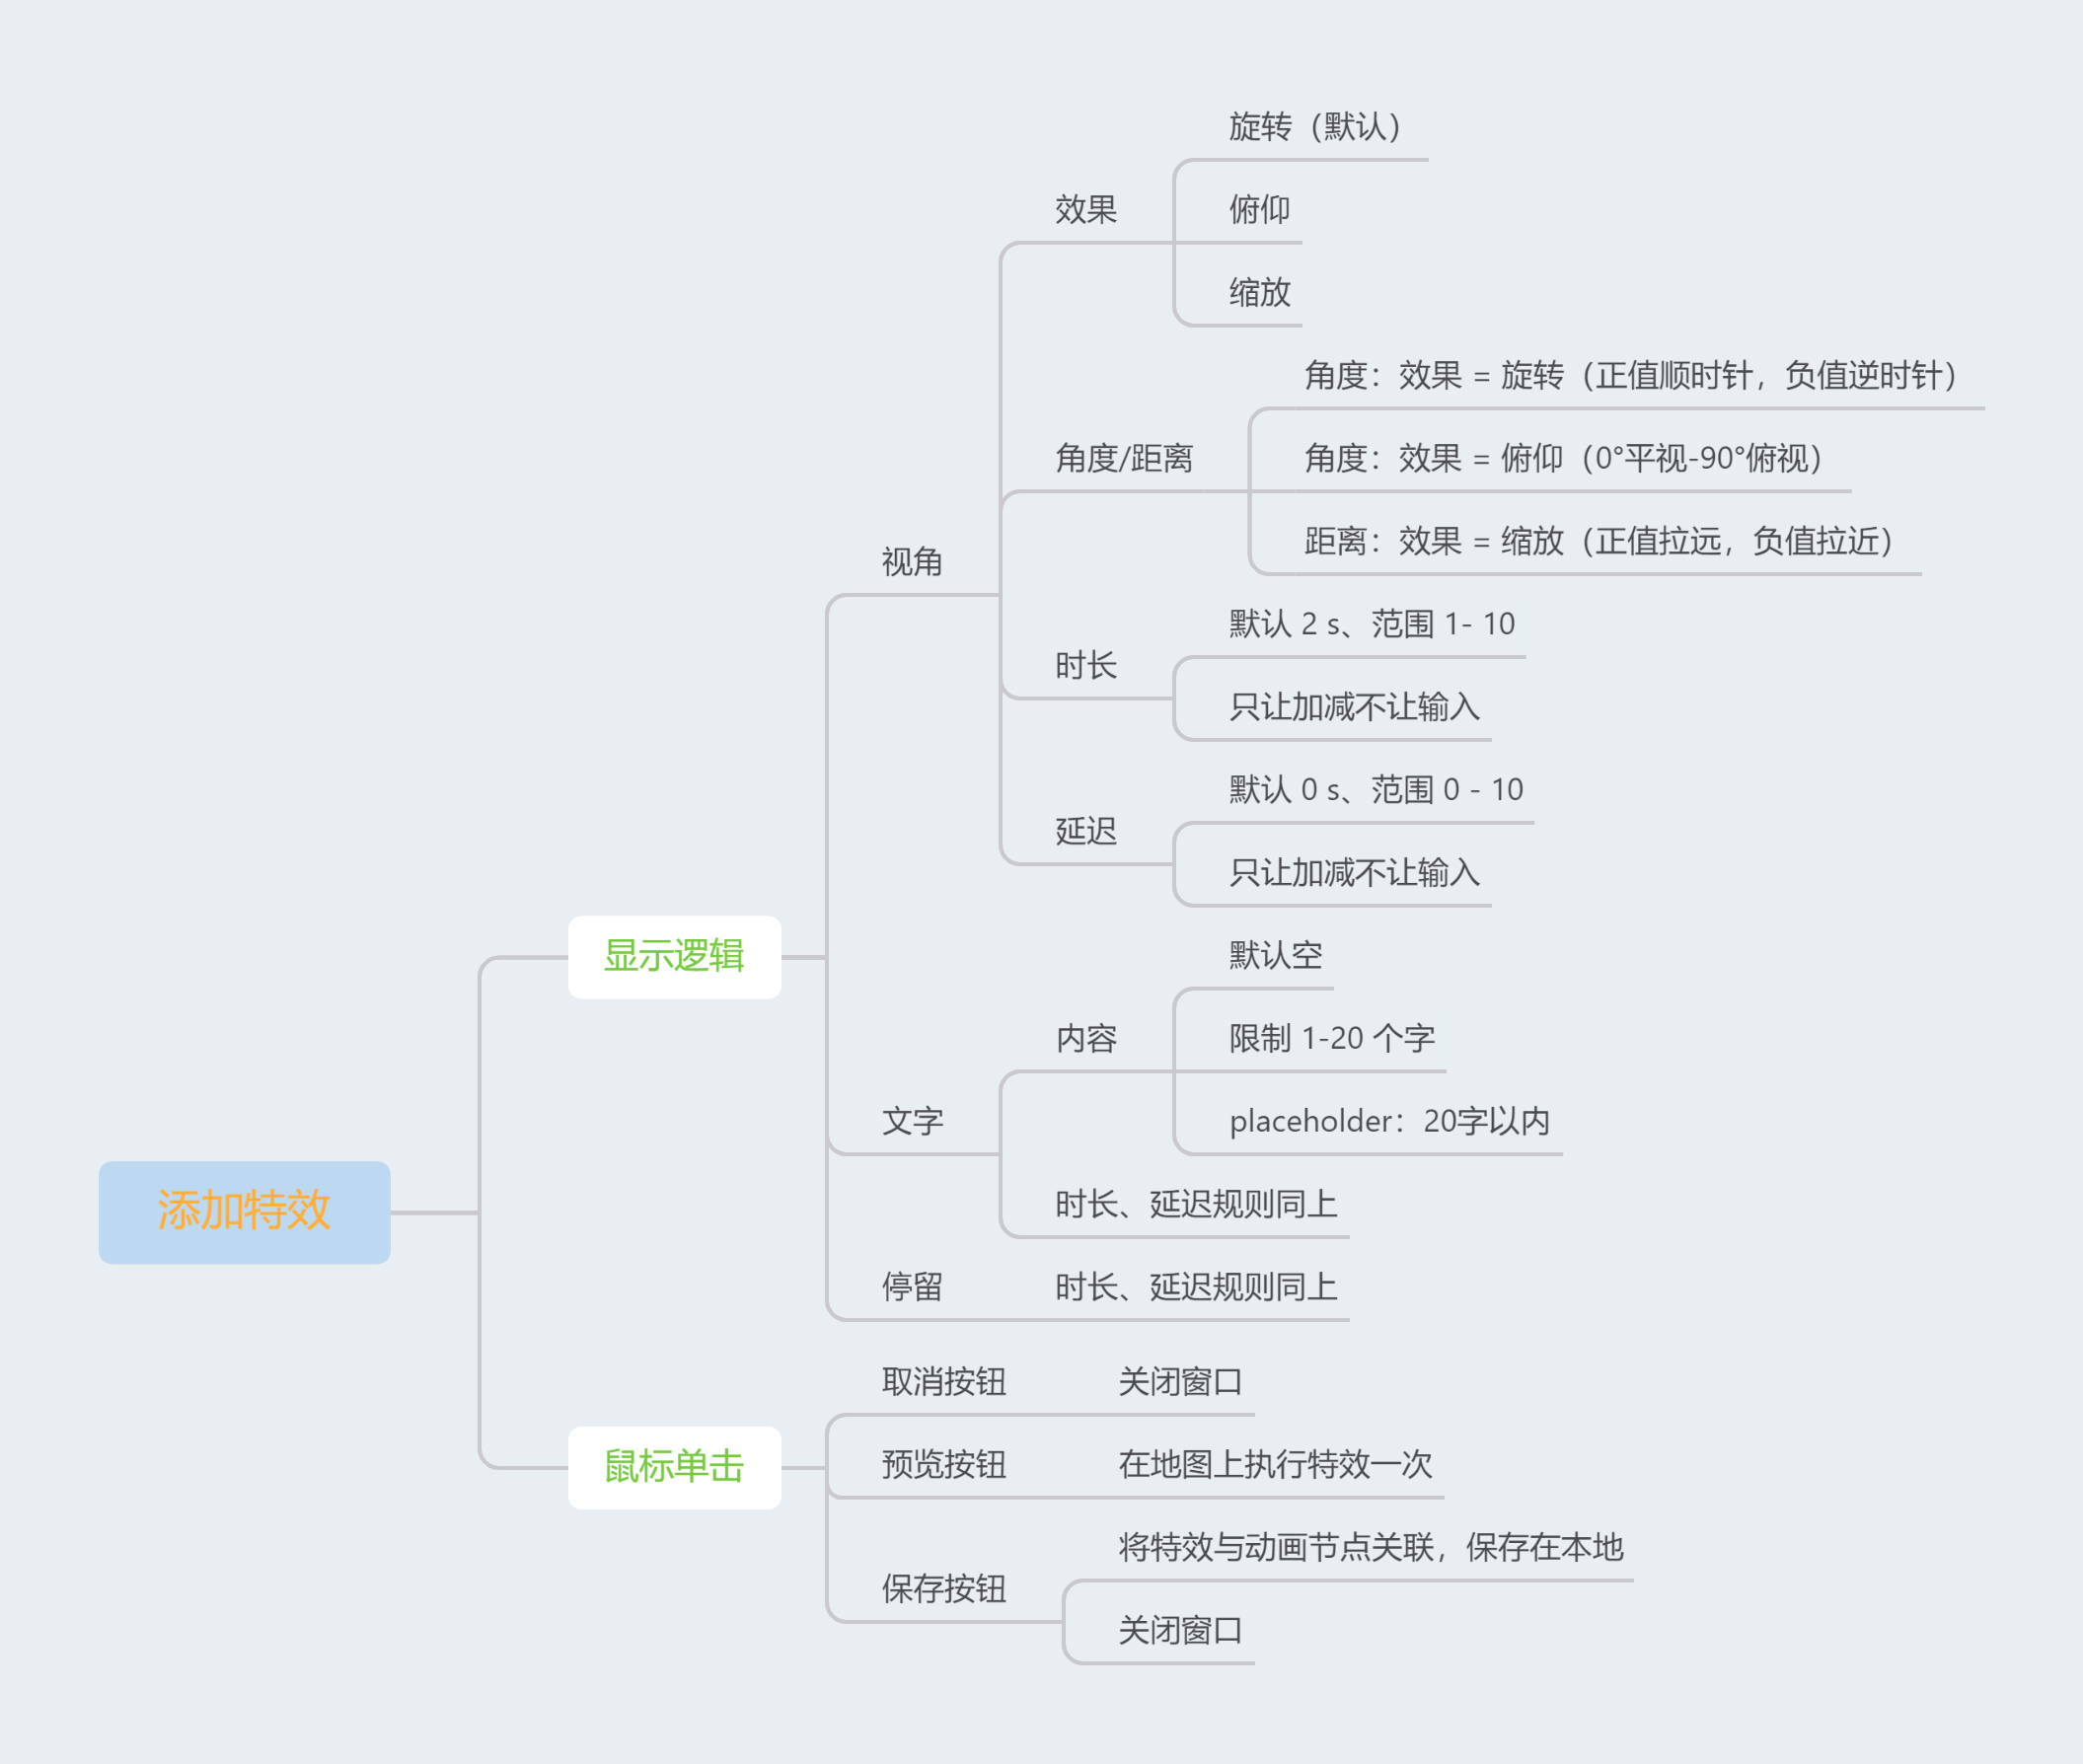 添加特效
显示逻辑
视角
效果
旋转（默认）
俯仰
缩放
角度/距离
角度：效果 = 旋转（正值顺时针，负值逆时针）
角度：效果 = 俯仰（0°平视-90°俯视）
距离：效果 = 缩放（正值拉远，负值拉近）
时长
默认 2 s、范围 1- 10
只让加减不让输入
延迟
默认 0 s、范围 0 - 10
只让加减不让输入
文字
内容
默认空
限制 1-20 个字
placeholder：20字以内
时长、延迟规则同上
停留
时长、延迟规则同上
鼠标单击
取消按钮
关闭窗口
预览按钮
在地图上执行特效一次
保存按钮
将特效与动画节点关联，保存在本地
关闭窗口